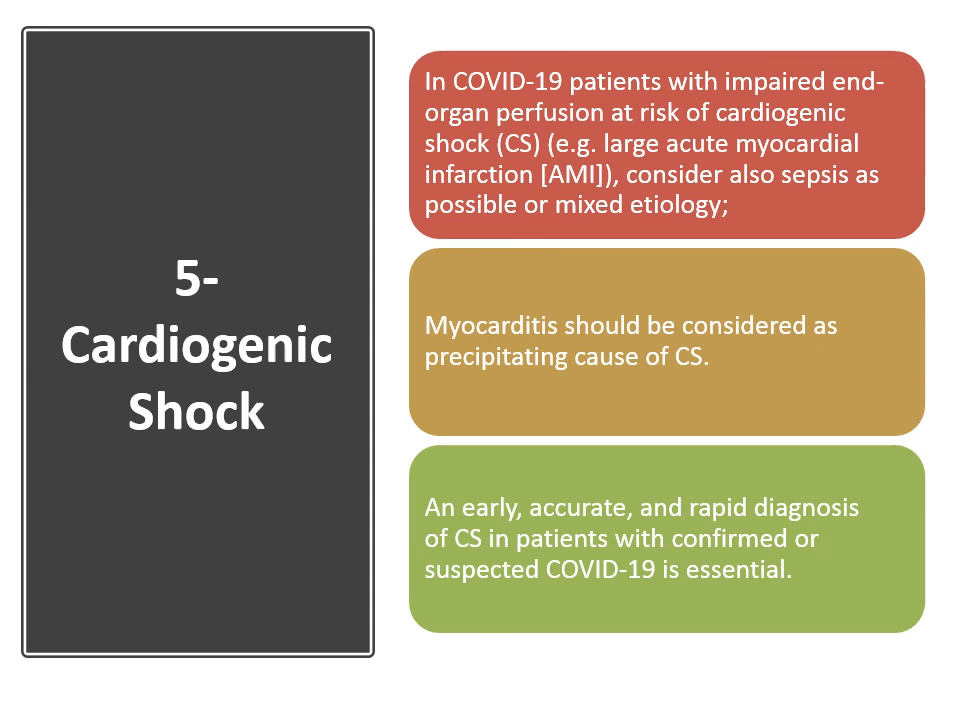 5-
Cardiogenic
Shock
In COVID-19 patients with impaired end-
organ perfusion at risk of cardiogenic
shock (CS) (e.g. large acute myocardial
infarction [AMI]), consider also sepsis as
possible or mixed etiology;
Myocarditis should be considered as
precipitating cause of CS.
An early, accurate, and rapid diagnosis
of CS in patients with confirmed or
suspected COVID-19 is essential.